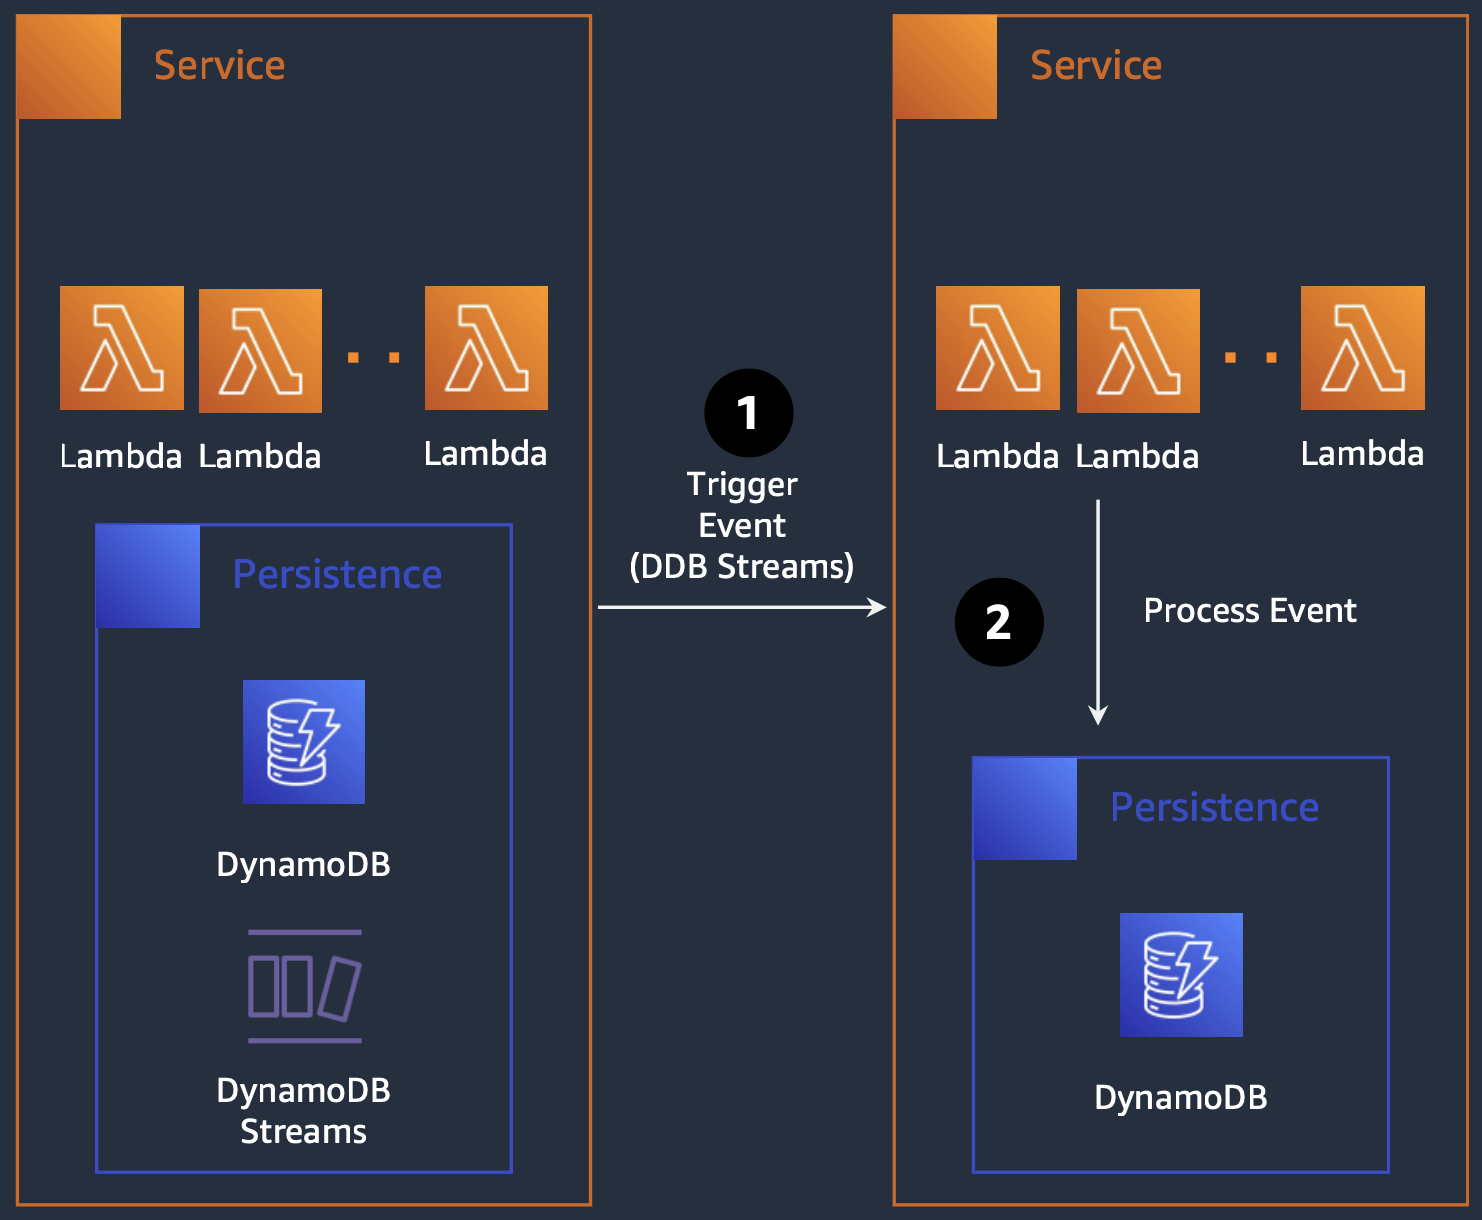 Service
Lambda
Lambda
Lambda
Persistence
DynamoDB
DynamoDB
Streams
1
Trigger
Event
(DDB Streams)
Service
Lambda
Lambda
Lambda
2
Process Event
Persistence
DynamoDB